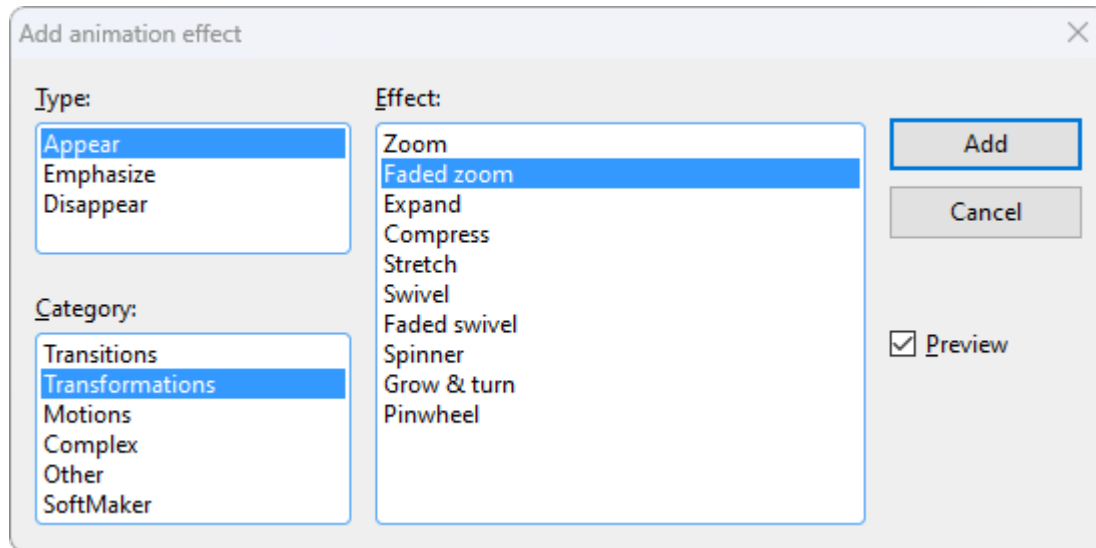 Add animation effect
Type:
Appear
Emphasize
Disappear
Category:
Transitions
Transformations
Motions
Complex
Other
SoftMaker
Effect:
Zoom
Faded zoom
Expand
Compress
Stretch
Swivel
Faded swivel
Spinner
Grow & turn
Pinwheel
Add
Cancel
Preview